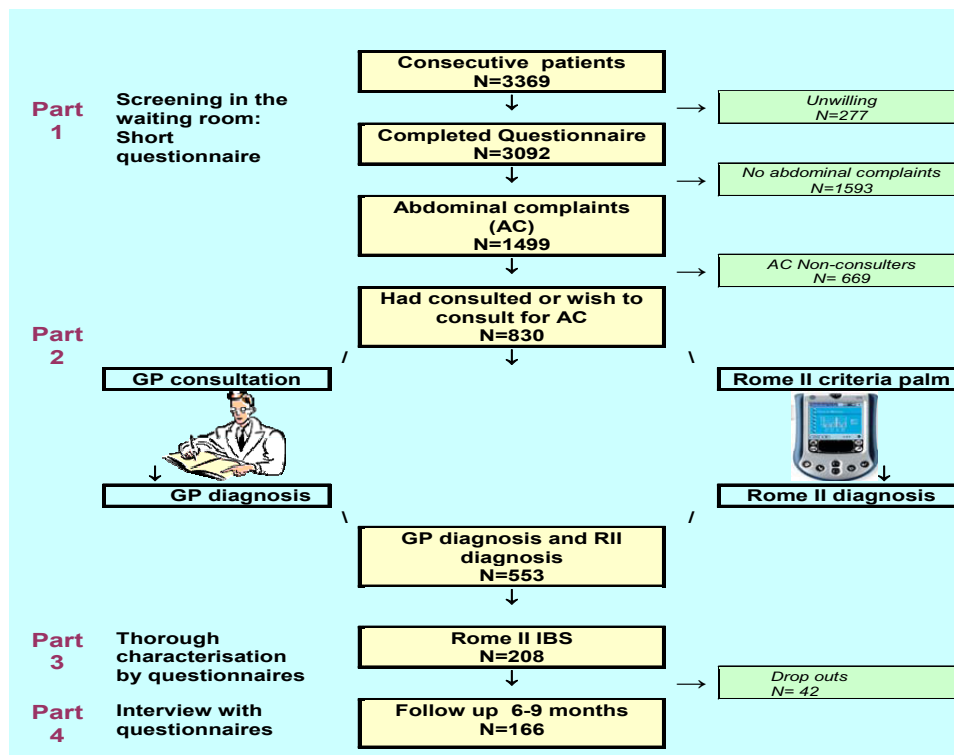 Consecutive patients
N=3369
↓
Part
1
Screening in the
waiting room:
Short
questionnaire
→
Unwilling
N=277
Completed Questionnaire
N=3092
↓
→
No abdominal complaints
N=1593
Abdominal complaints
(AC)
N=1499
↓
→
AC Non-consulters
N= 669
Had consulted or wish to
consult for AC
N=830
Part
2
/
↓
\
GP consultation
Rome II criteria palm
↓
↓
GP diagnosis
Rome II diagnosis
\
/
GP diagnosis and RII
diagnosis
N=553
↓
Part
3
Thorough
characterisation
by questionnaires
Rome II IBS
N=208
↓
→
Drop outs
N= 42
Part
4
Interview with
questionnaires
Follow up 6-9 months
N=166